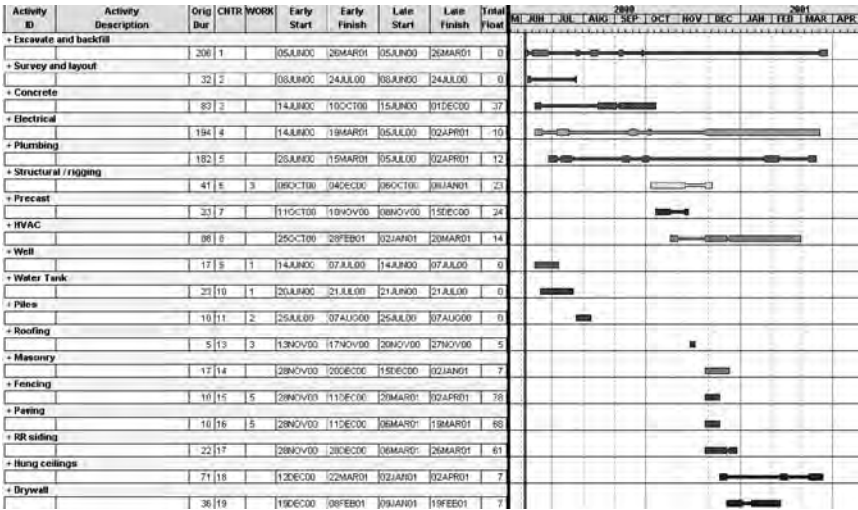 Activity ID Activity Description Orig Dur CNTR WORK Early Start Early Finish Late Start Late Finish Total Float 2000 2001
M JUN JUL AUG SEP OCT NOV DEC JAN FEB MAR APR
+ Excavate and backfill
206 1 05JUN00 26MAR01 05JUN00 26MAR01 0
+ Survey and layout
32 2 08JUN00 24JUL00 08JUN00 24JUL00 0
+ Concrete
83 3 14JUN00 10OCT00 15JUN00 01DEC00 37
+ Electrical
194 4 14JUN00 19MAR01 05JUL00 02APR01 10
+ Plumbing
182 5 28JUN00 15MAR01 05JUL00 02APR01 12
+ Structural / rigging
41 6 3 06OCT00 04DEC00 06OCT00 08JAN01 23
+ Precast
23 7 11OCT00 10NOV00 08NOV00 15DEC00 24
+ HVAC
86 8 25OCT00 28FEB01 02JAN01 20MAR01 14
+ Well
17 9 1 14JUN00 07JUL00 14JUN00 07JUL00 0
+ Water Tank
23 10 1 20JUN00 21JUL00 21JUN00 21JUL00 0
+ Piles
10 11 2 25JUL00 07AUG00 25JUL00 07AUG00 0
+ Roofing
5 13 3 13NOV00 17NOV00 20NOV00 27NOV00 5
+ Masonry
17 14 28NOV00 20DEC00 15DEC00 02JAN01 7
+ Fencing
10 15 5 28NOV00 11DEC00 20MAR01 02APR01 78
+ Paving
10 16 5 28NOV00 11DEC00 06MAR01 19MAR01 68
+ RR siding
22 17 28NOV00 28DEC00 06MAR01 26MAR01 61
+ Hung ceilings
71 18 12DEC00 22MAR01 02JAN01 02APR01 7
+ Drywall
36 19 19DEC00 08FEB01 09JAN01 19FEB01 7